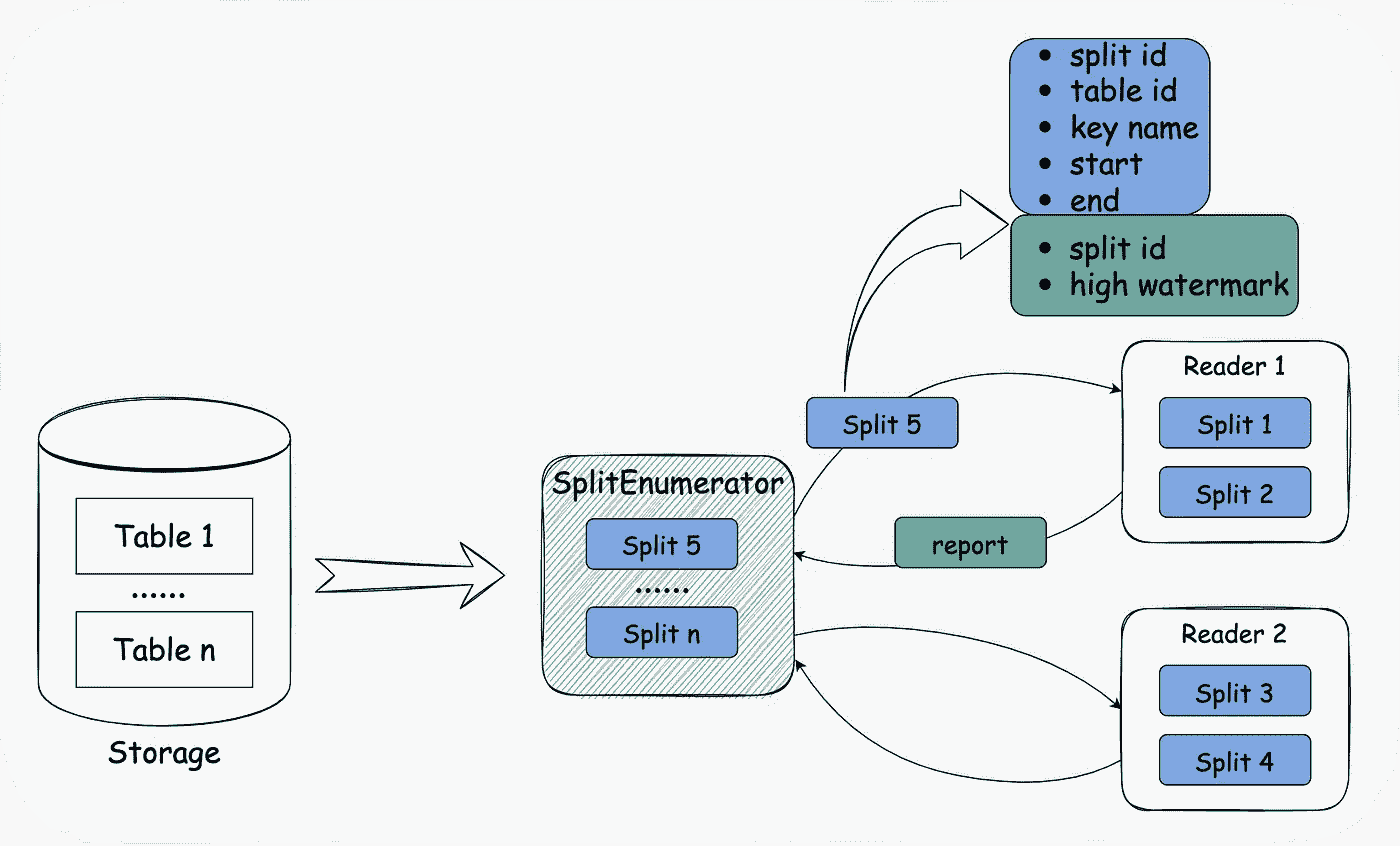 • split id
• table id
• key name
• start
• end
• split id
• high watermark
Reader 1
Split 1
Split 2
Split 5
report
SplitEnumerator
Split 5
......
Split n
Table 1
......
Table n
Storage
Reader 2
Split 3
Split 4